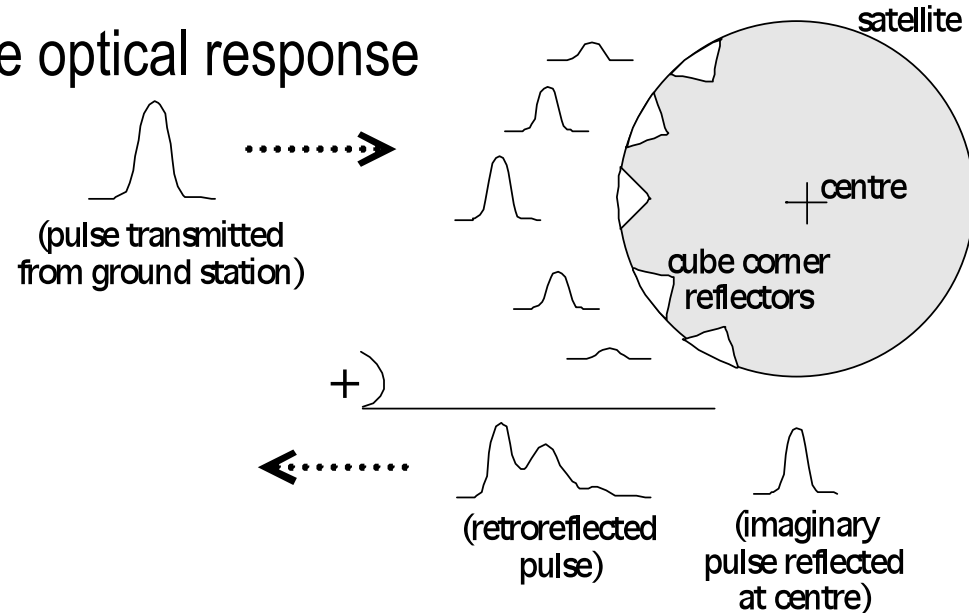 e optical response
satellite
centre
(pulse transmitted
from ground station)
cube corner
reflectors
+
(retroreflected
pulse)
(imaginary
pulse reflected
at centre)